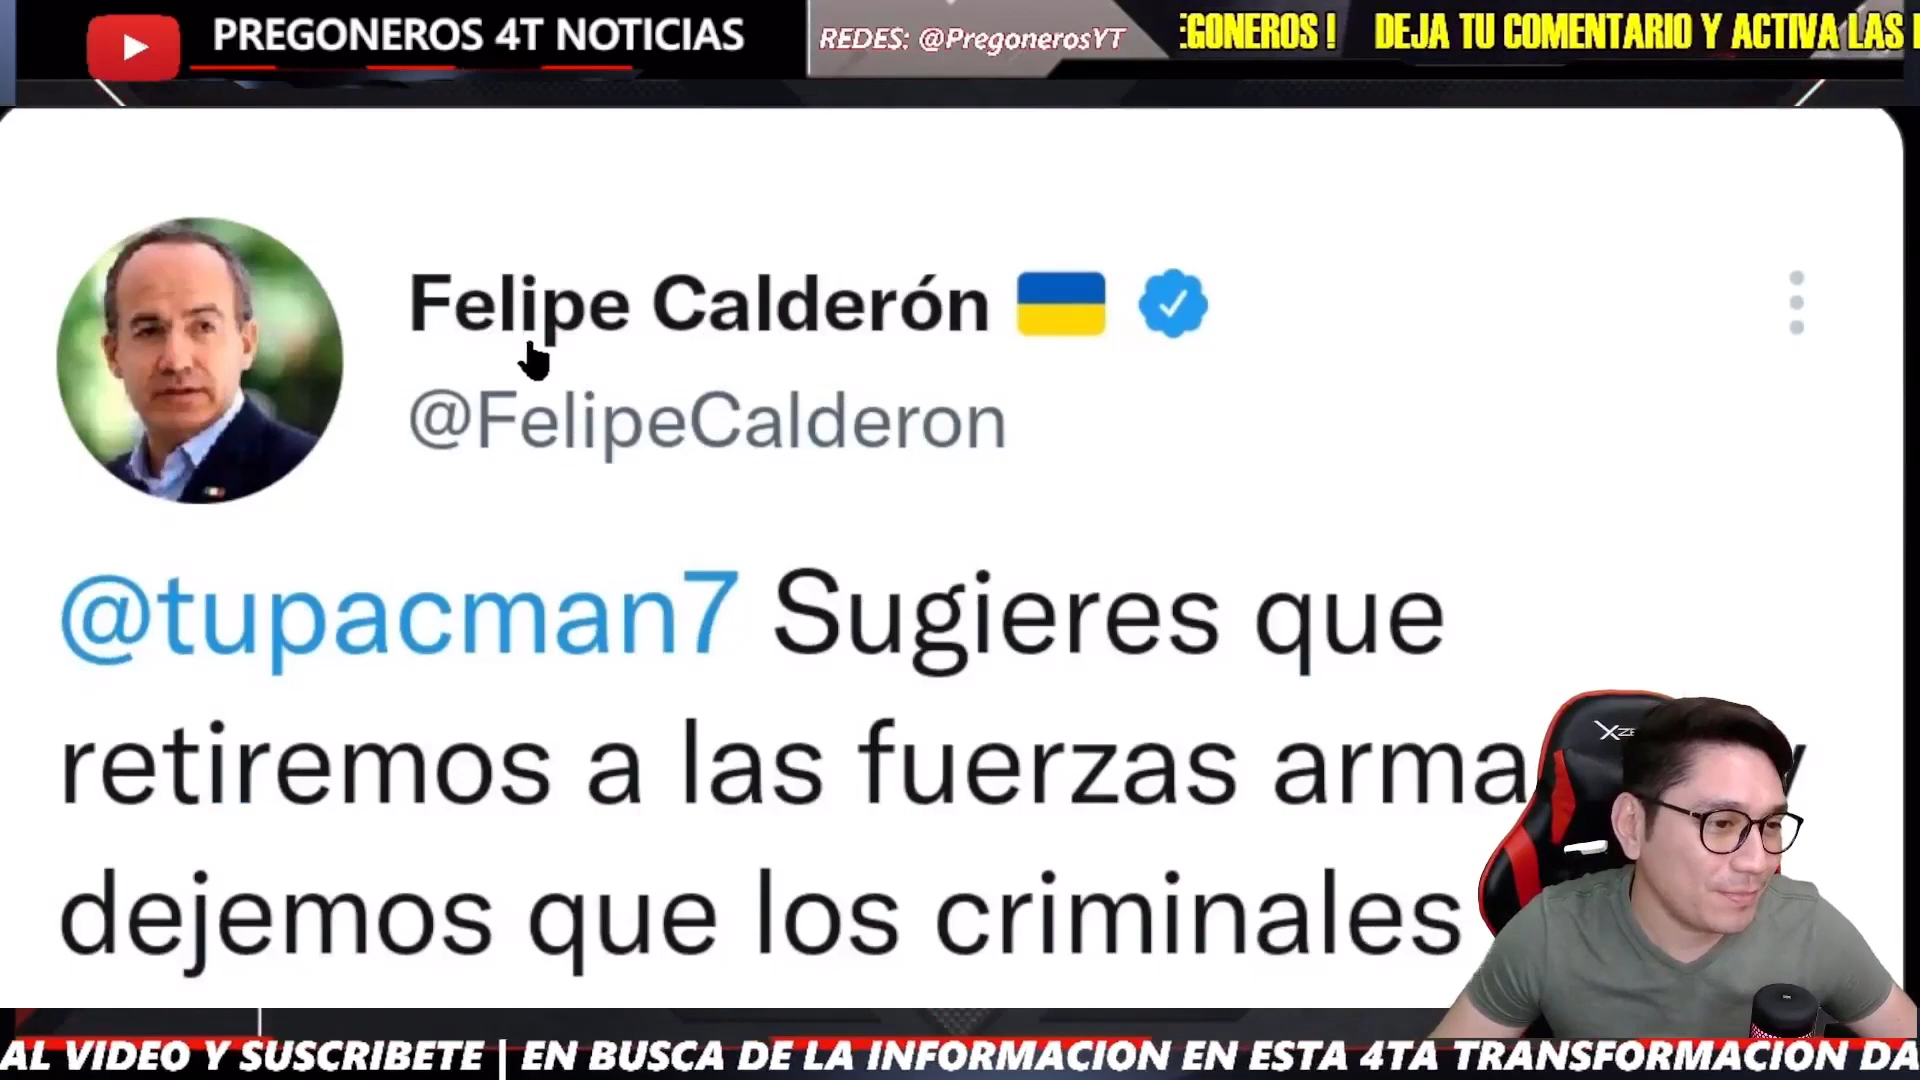 PREGONEROS 4T NOTICIAS
REDES: @PregonerosYT
EGONEROS ! DEJA TU COMENTARIO Y ACTIVA LAS
Felipe Calderón
@FelipeCalderon
@tupacman7 Sugieres que
retiremos a las fuerzas arma y
dejemos que los criminales
AL VIDEO Y SUSCRIBETE | EN BUSCA DE LA INFORMACION EN ESTA 4TA TRANSFORMACION DA